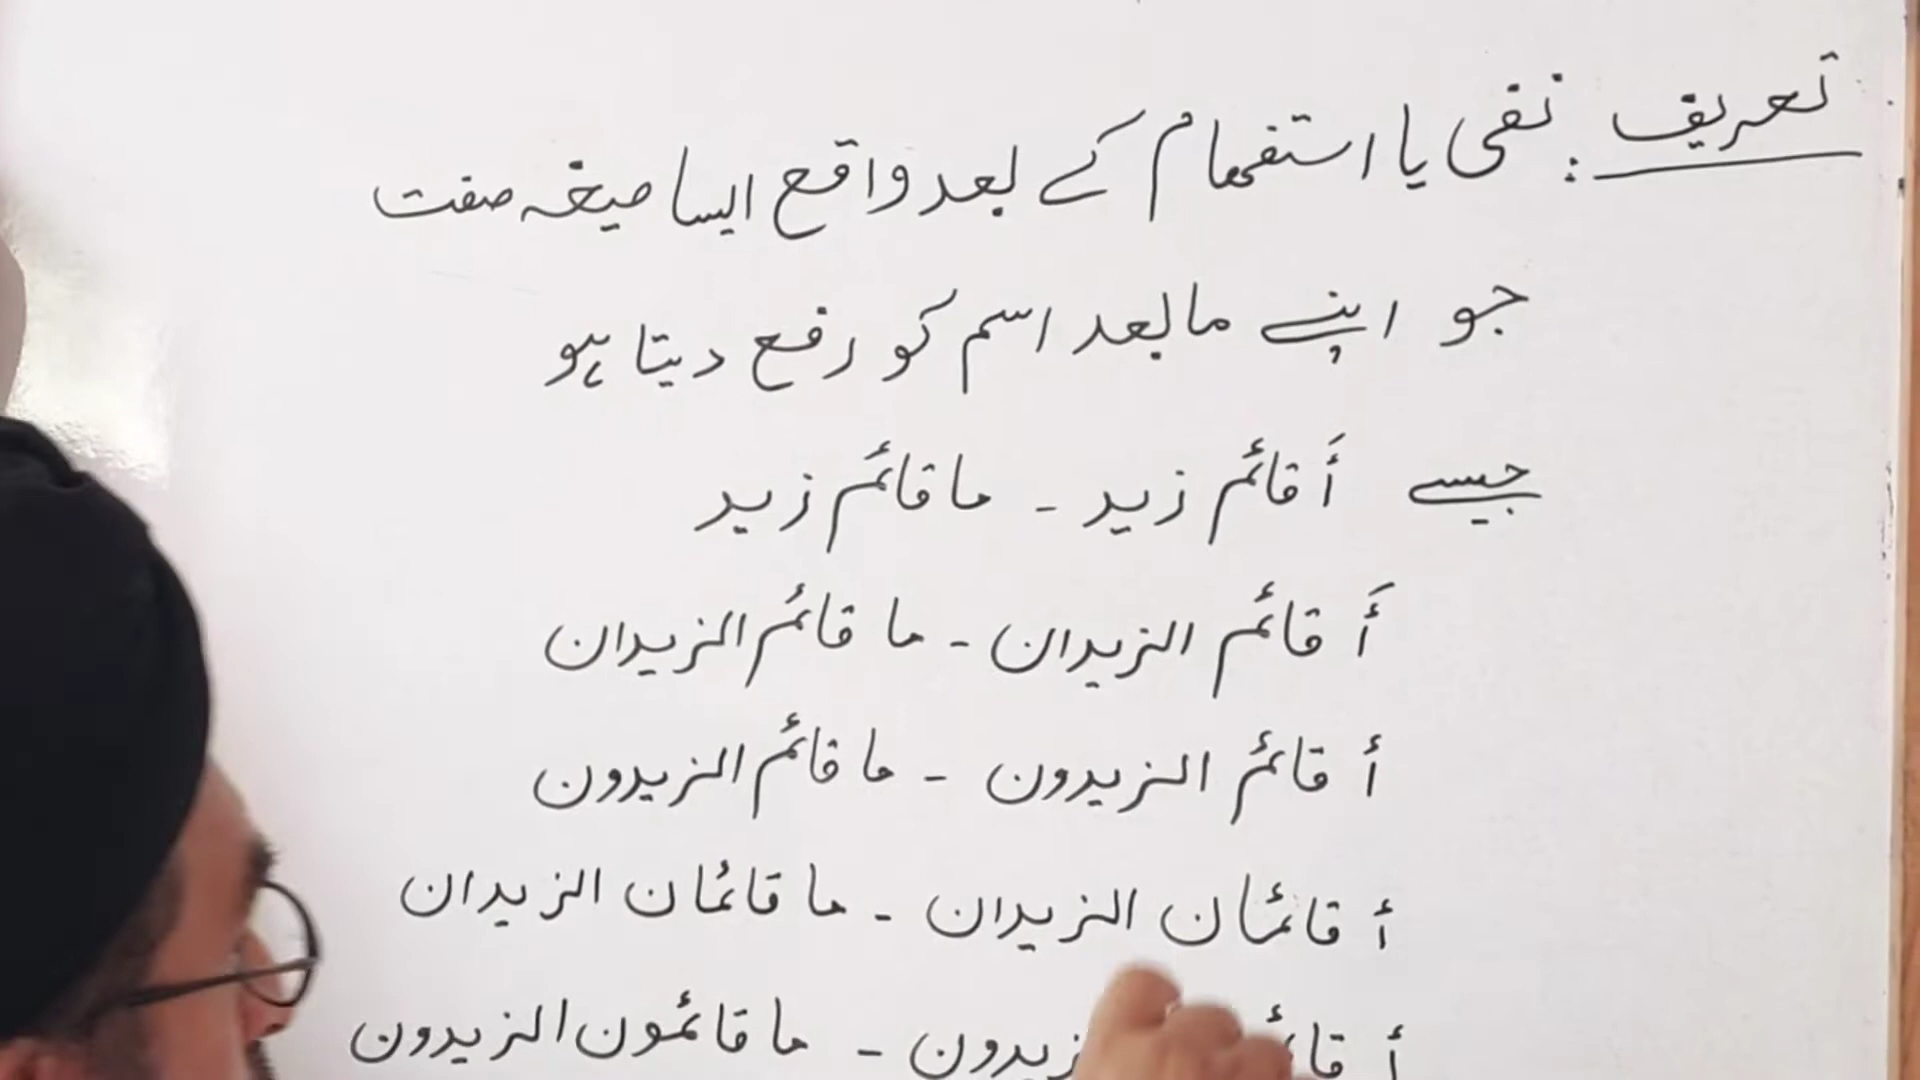 تعریف: نفی یا استفہام کے بعد واقع ایسا صیغہ صفت
جو اپنے مابعد اسم کو رفع دیتا ہو
جیسے أَ قائم زید - ما قائم زید
أَ قائم الزیدان - ما قائم الزیدان
أ قائم الزیدون - ما قائم الزیدون
أ قائمان الزیدان - ما قائمان الزیدان
أ - ما قائمون الزیدون